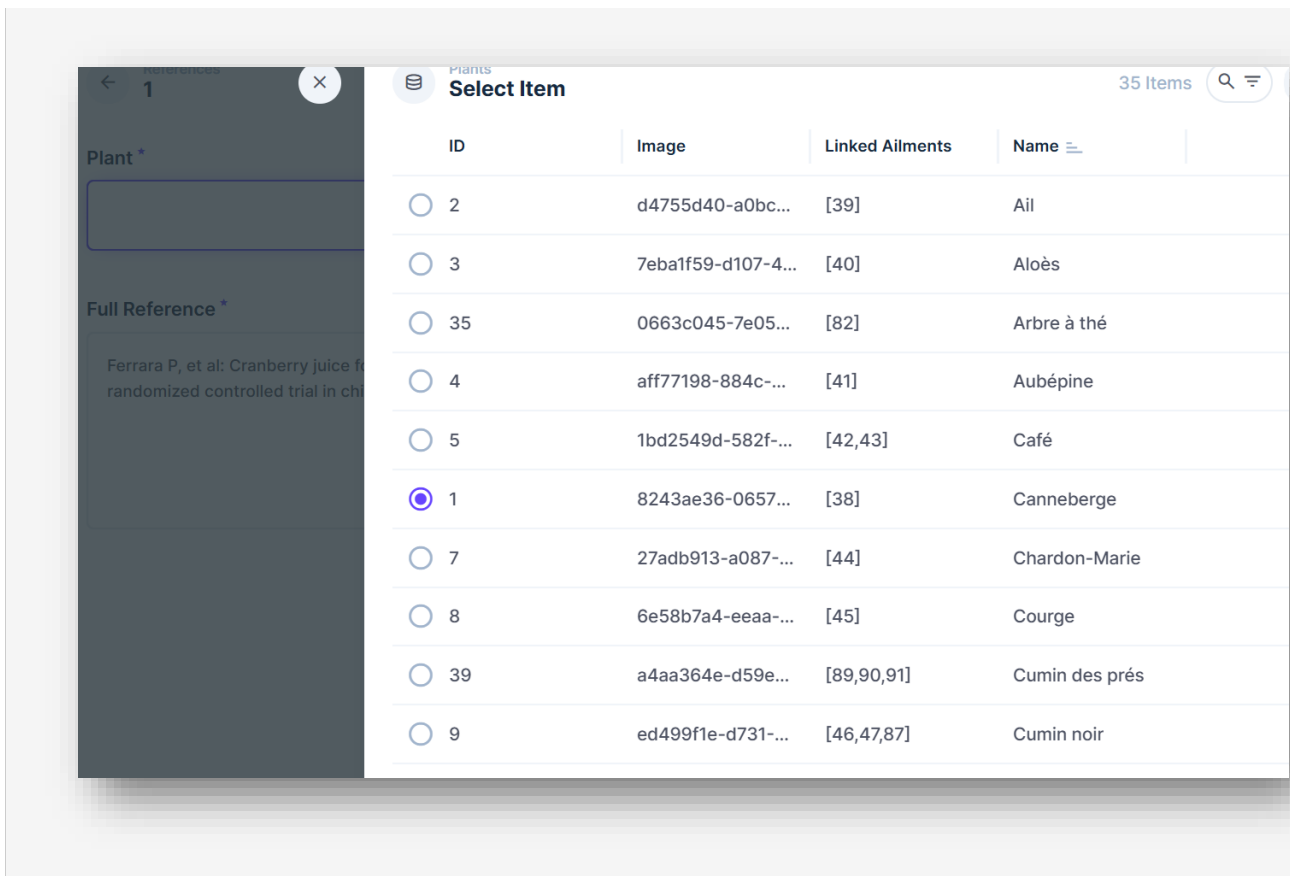 References
1
Plant *
Full Reference *
Ferrara P, et al: Cranberry juice fo
randomized controlled trial in chi
Plants
Select Item
35 Items
ID Image Linked Ailments Name
2 d4755d40-a0bc... [39] Ail
3 7eba1f59-d107-4... [40] Aloès
35 0663c045-7e05... [82] Arbre à thé
4 aff77198-884c-... [41] Aubépine
5 1bd2549d-582f-... [42,43] Café
1 8243ae36-0657... [38] Canneberge
7 27adb913-a087-... [44] Chardon-Marie
8 6e58b7a4-eeaa-... [45] Courge
39 a4aa364e-d59e... [89,90,91] Cumin des prés
9 ed499f1e-d731-... [46,47,87] Cumin noir